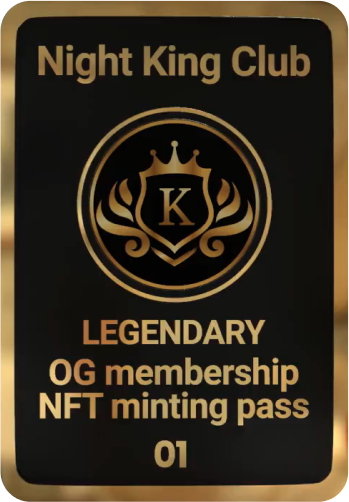 Night King Club
K
LEGENDARY
OG membership
NFT minting pass
01